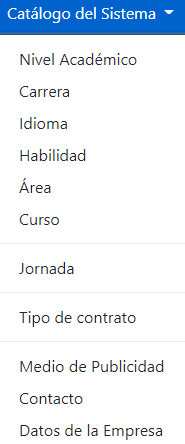 Catálogo del Sistema
Nivel Académico
Carrera
Idioma
Habilidad
Área
Curso
Jornada
Tipo de contrato
Medio de Publicidad
Contacto
Datos de la Empresa